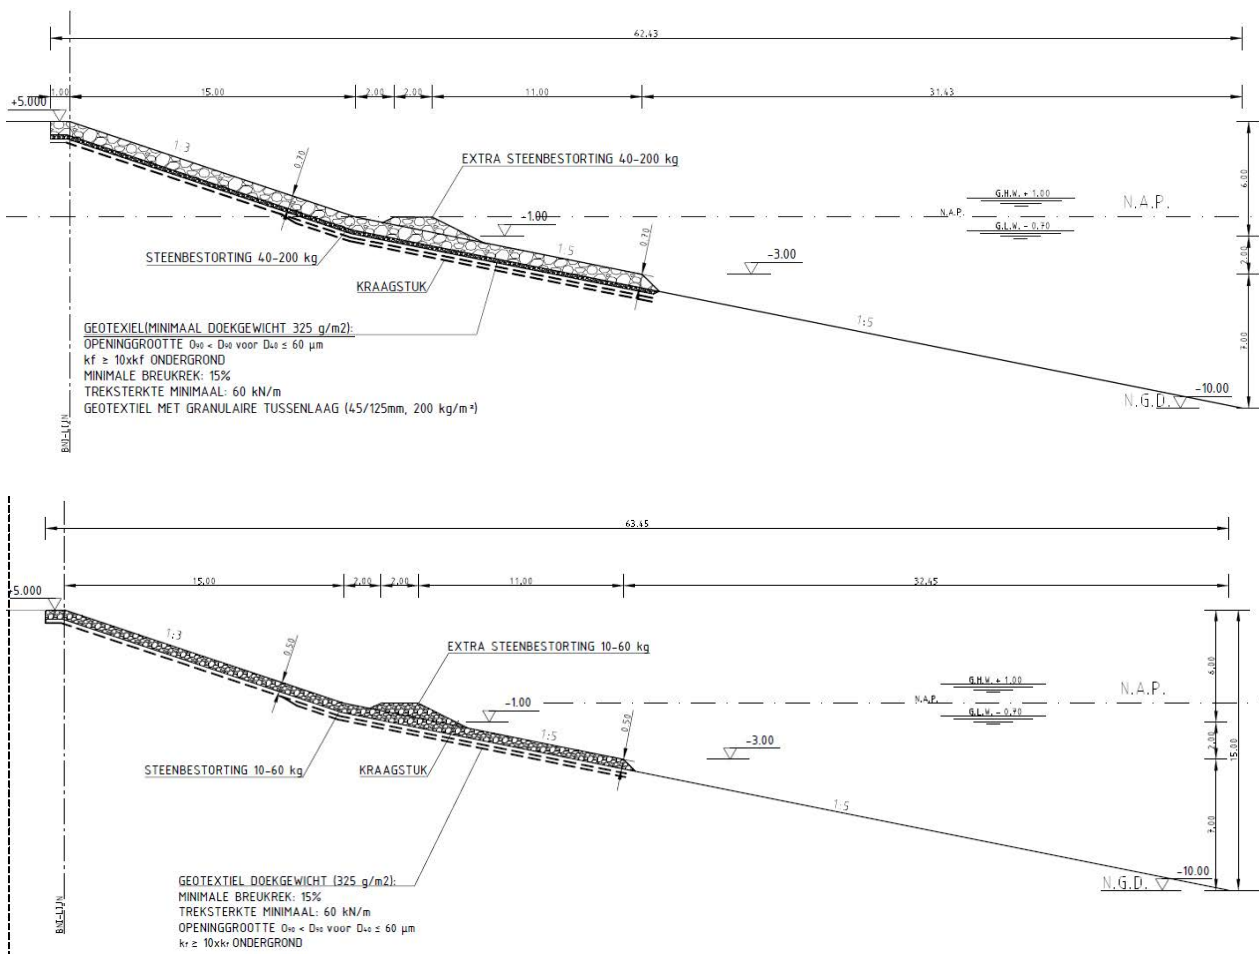 62.43
1.00
15.00
2.00
2.00
11.00
31.43
+5.000
1:3
0.70
EXTRA STEENBESTORTING 40-200 kg
6.00
G.H.W. + 1.00
N.A.P.
N.A.P.
-1.00
G.L.W. - 0,90
0.70
STEENBESTORTING 40-200 kg
1:5
-3.00
2.00
KRAAGSTUK
GEOTEXIEL(MINIMAAL DOEKGEWICHT 325 g/m2):
OPENINGGROOTTE O₉₀ < D₉₀ voor D₄₀ ≤ 60 µm
kf ≥ 10xkf ONDERGROND
MINIMALE BREUKREK: 15%
TREKSTERKTE MINIMAAL: 60 kN/m
GEOTEXTIEL MET GRANULAIRE TUSSENLAAG (45/125mm, 200 kg/m²)
1:5
7.00
-10.00
N.G.D.
BNI-LIJN
63.45
15.00
2.00
2.00
11.00
32.45
5.000
1:3
0.50
EXTRA STEENBESTORTING 10-60 kg
6.00
G.H.W. + 1.00
N.A.P.
N.A.P.
-1.00
G.L.W. - 0,90
0.50
1:5
-3.00
2.00
15.00
STEENBESTORTING 10-60 kg
KRAAGSTUK
1:5
7.00
-10.00
N.G.D.
GEOTEXTIEL DOEKGEWICHT (325 g/m2):
MINIMALE BREUKREK: 15%
TREKSTERKTE MINIMAAL: 60 kN/m
OPENINGGROOTTE O₉₀ < D₉₀ voor D₄₀ ≤ 60 µm
kf ≥ 10xkf ONDERGROND
BNI-LIJN